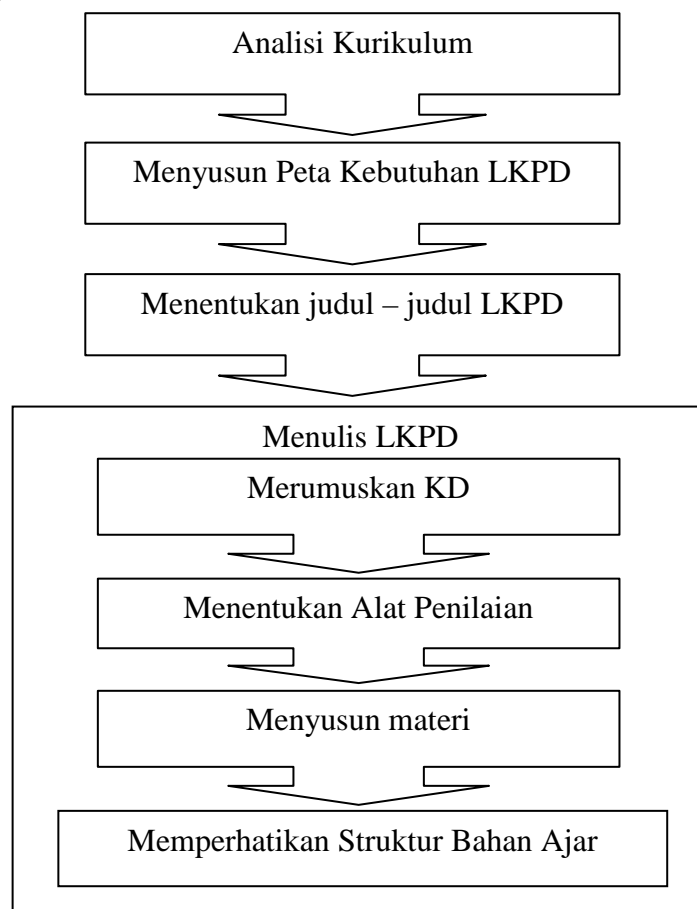 Analisi Kurikulum
Menyusun Peta Kebutuhan LKPD
Menentukan judul – judul LKPD
Menulis LKPD
Merumuskan KD
Menentukan Alat Penilaian
Menyusun materi
Memperhatikan Struktur Bahan Ajar